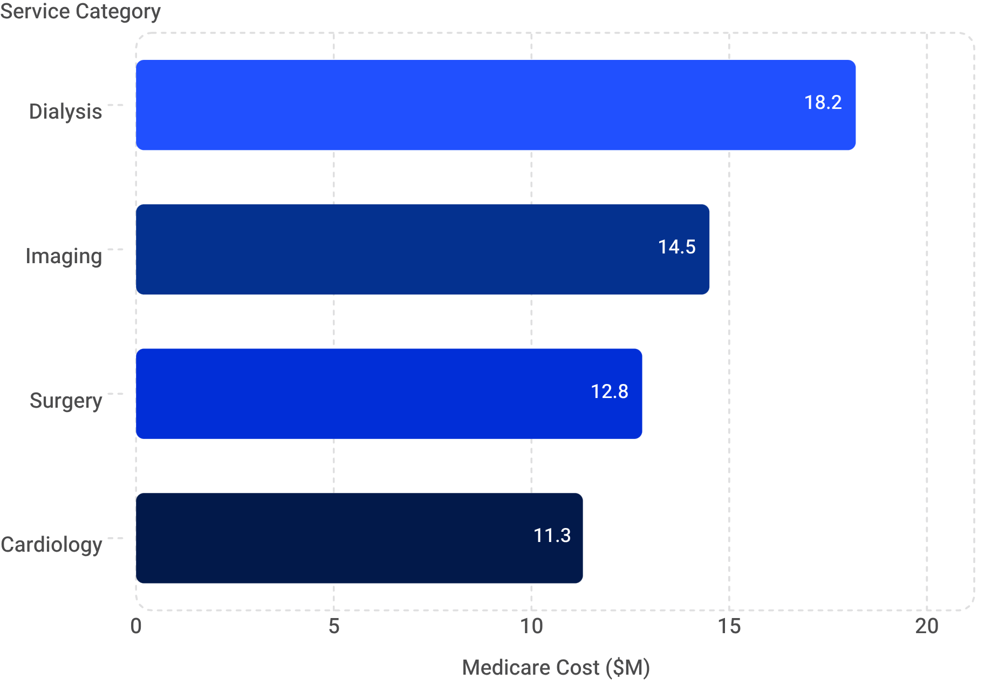 Service Category
Dialysis
18.2
Imaging
14.5
Surgery
12.8
Cardiology
11.3
0 5 10 15 20
Medicare Cost ($M)